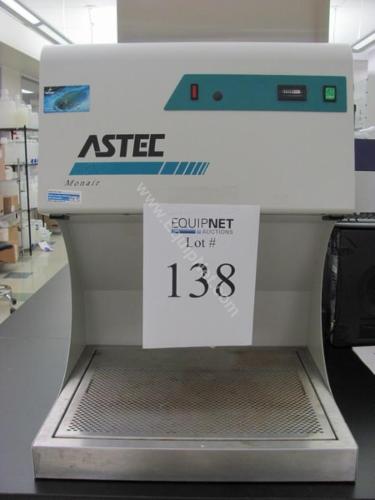 ASTEC
Monair
EQUIPNET
AUCTIONS
Lot #
138